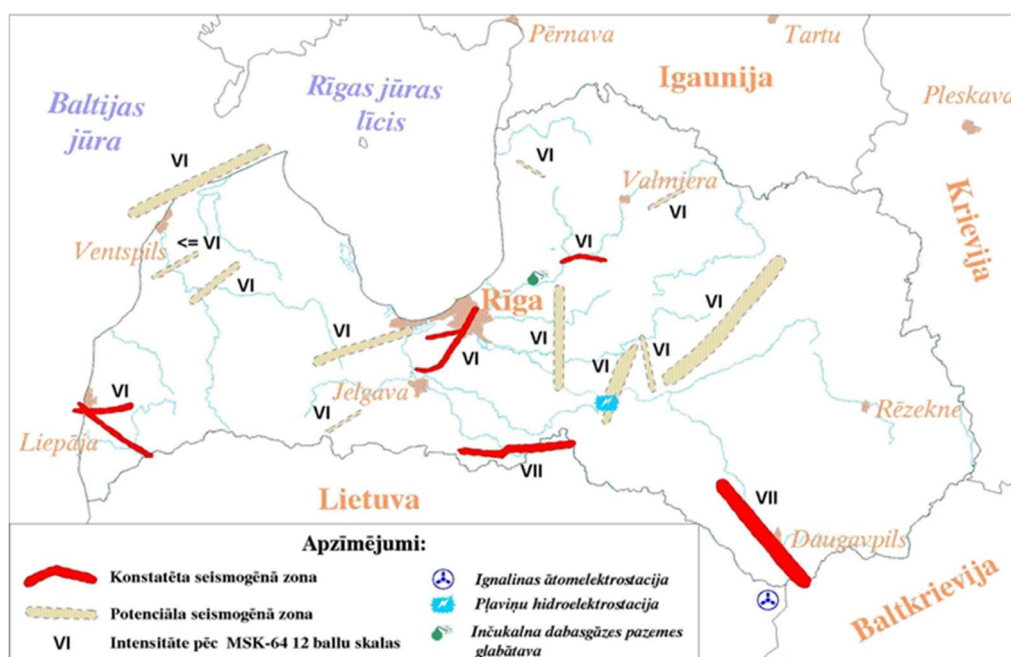 Pērnava
Tartu
Igaunija
Pleskava
Baltijas
jūra
Rīgas jūras
līcis
Krievija
VI
VI
Valmiera
VI
Ventspils
<= VI
VI
VI
Rīga
VI
VI
VI
VI
VI
VI
VI
Jelgava
VI
Rēzekne
Liepāja
VII
VII
Lietuva
Daugavpils
Baltkrievija
Apzīmējumi:
Konstatēta seismogēnā zona
Potenciāla seismogēnā zona
VI Intensitāte pēc MSK-64 12 ballu skalas
Ignalinas ātomelektrostacija
Pļaviņu hidroelektrostacija
Inčukalna dabasgāzes pazemes
glabātava